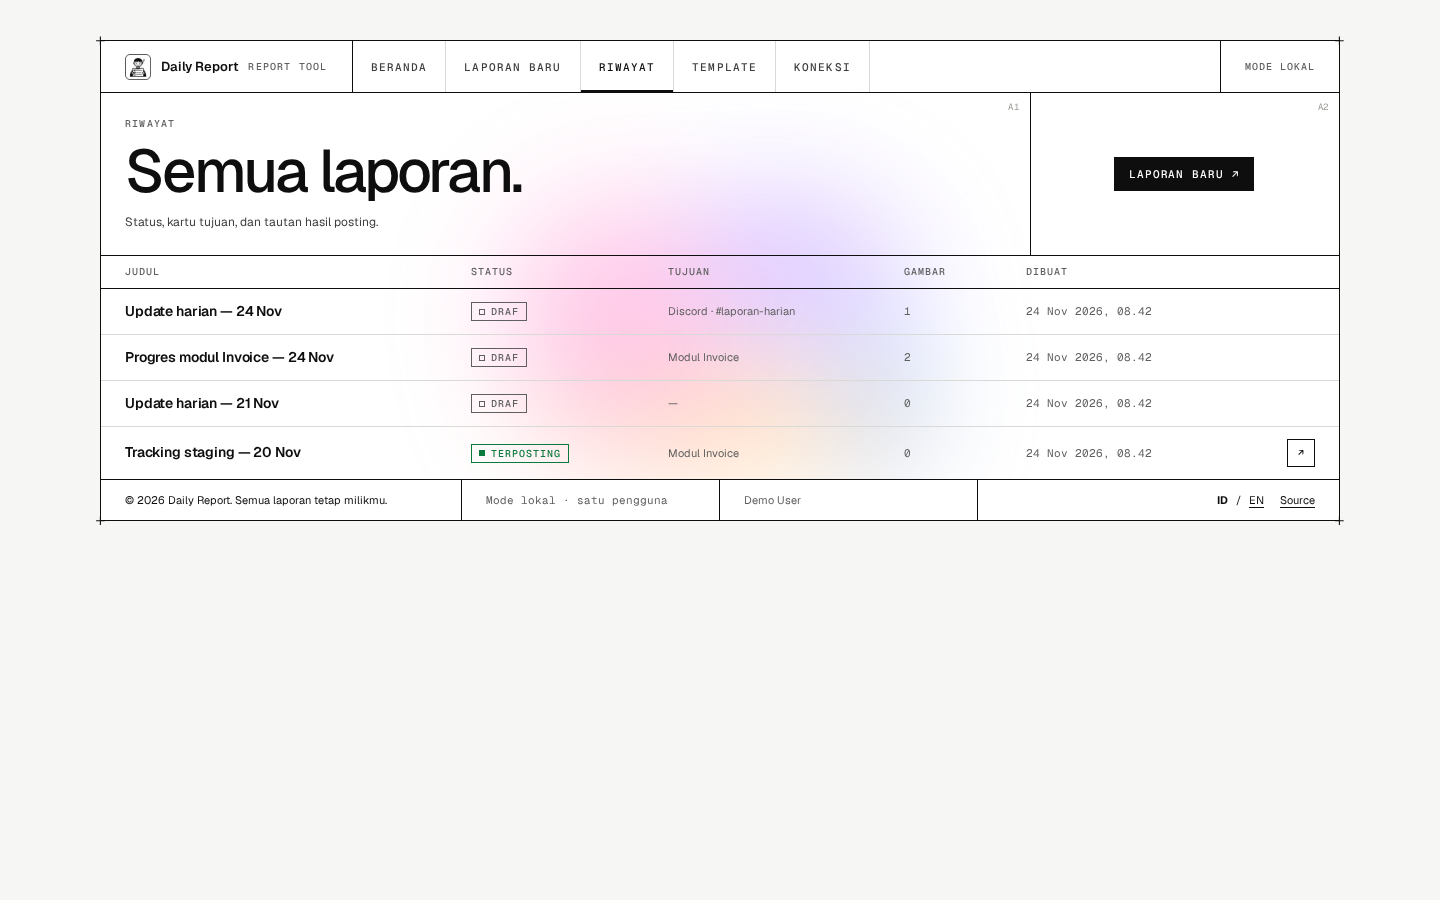 Daily Report REPORT TOOL BERANDA LAPORAN BARU RIWAYAT TEMPLATE KONEKSI MODE LOKAL
A1 A2
RIWAYAT
Semua laporan.
Status, kartu tujuan, dan tautan hasil posting.
LAPORAN BARU ↗
JUDUL STATUS TUJUAN GAMBAR DIBUAT
Update harian — 24 Nov DRAF Discord · #laporan-harian 1 24 Nov 2026, 08.42
Progres modul Invoice — 24 Nov DRAF Modul Invoice 2 24 Nov 2026, 08.42
Update harian — 21 Nov DRAF — 0 24 Nov 2026, 08.42
Tracking staging — 20 Nov TERPOSTING Modul Invoice 0 24 Nov 2026, 08.42 ↗
© 2026 Daily Report. Semua laporan tetap milikmu. Mode lokal · satu pengguna Demo User ID / EN Source